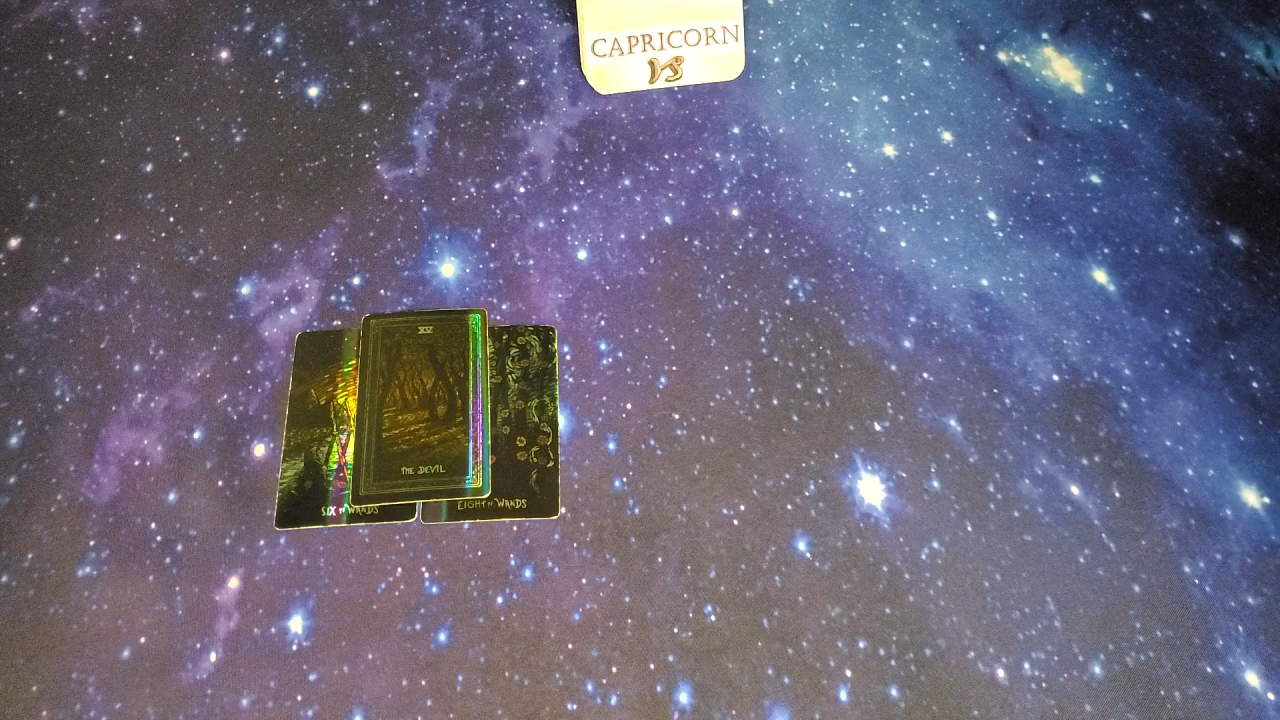 CAPRICORN
XV
THE DEVIL
SIX OF WANDS
EIGHT OF WANDS